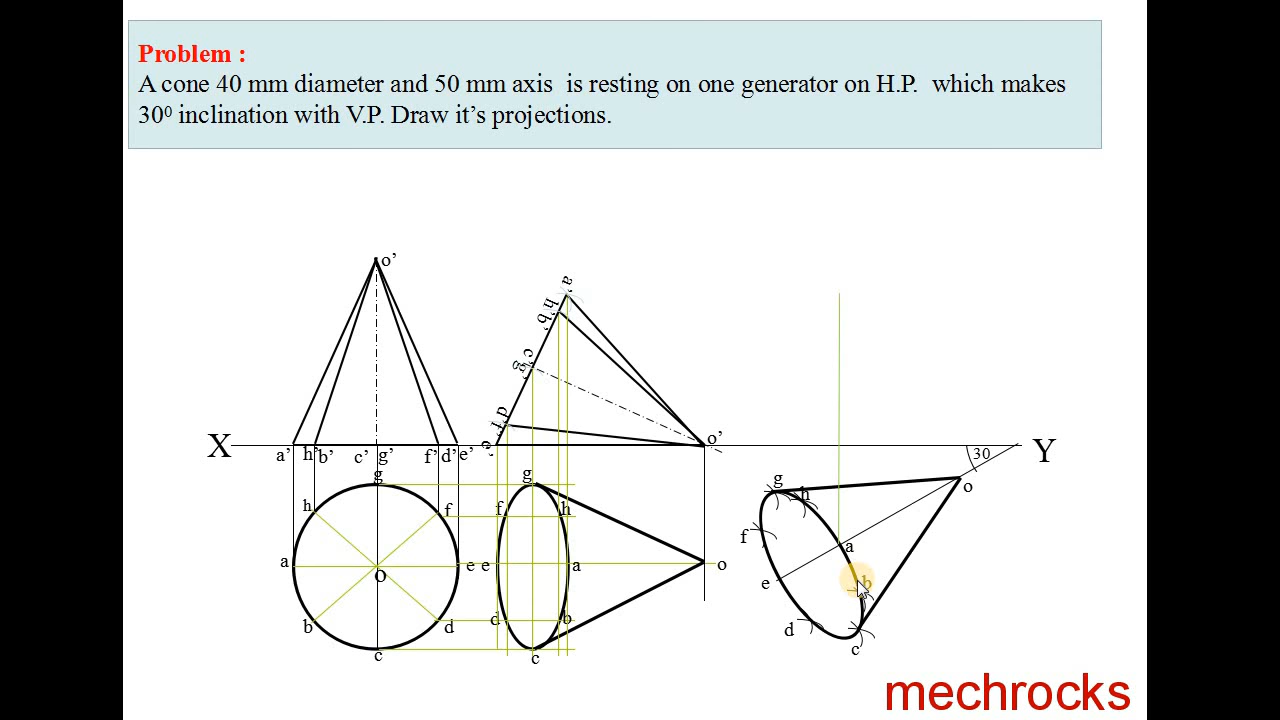 Problem :
A cone 40 mm diameter and 50 mm axis is resting on one generator on H.P. which makes
30⁰ inclination with V.P. Draw it’s projections.
o’
a’
h’b’
c’g’
d’f’
e’
X
a’ h’b’ c’ g’ f’ d’e’
o’
30
Y
g
g
g
h
h
f
f
h
o
f
a
a
e e
a
o
O
e
b
b
d
d
b
d
c
c
c
mechrocks